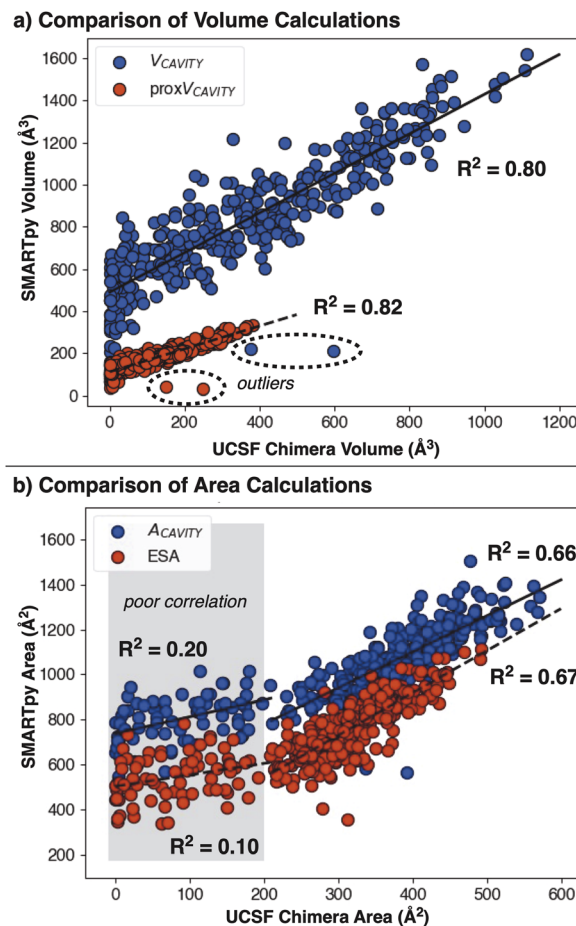 a) Comparison of Volume Calculations
V_CAVITY
proxV_CAVITY
R² = 0.80
R² = 0.82
outliers
SMARTpy Volume (Å³)
1600
1400
1200
1000
800
600
400
200
0
0 200 400 600 800 1000 1200
UCSF Chimera Volume (Å³)
b) Comparison of Area Calculations
A_CAVITY
ESA
poor correlation
R² = 0.20
R² = 0.66
R² = 0.67
R² = 0.10
SMARTpy Area (Å²)
1600
1400
1200
1000
800
600
400
200
0 100 200 300 400 500 600
UCSF Chimera Area (Å²)